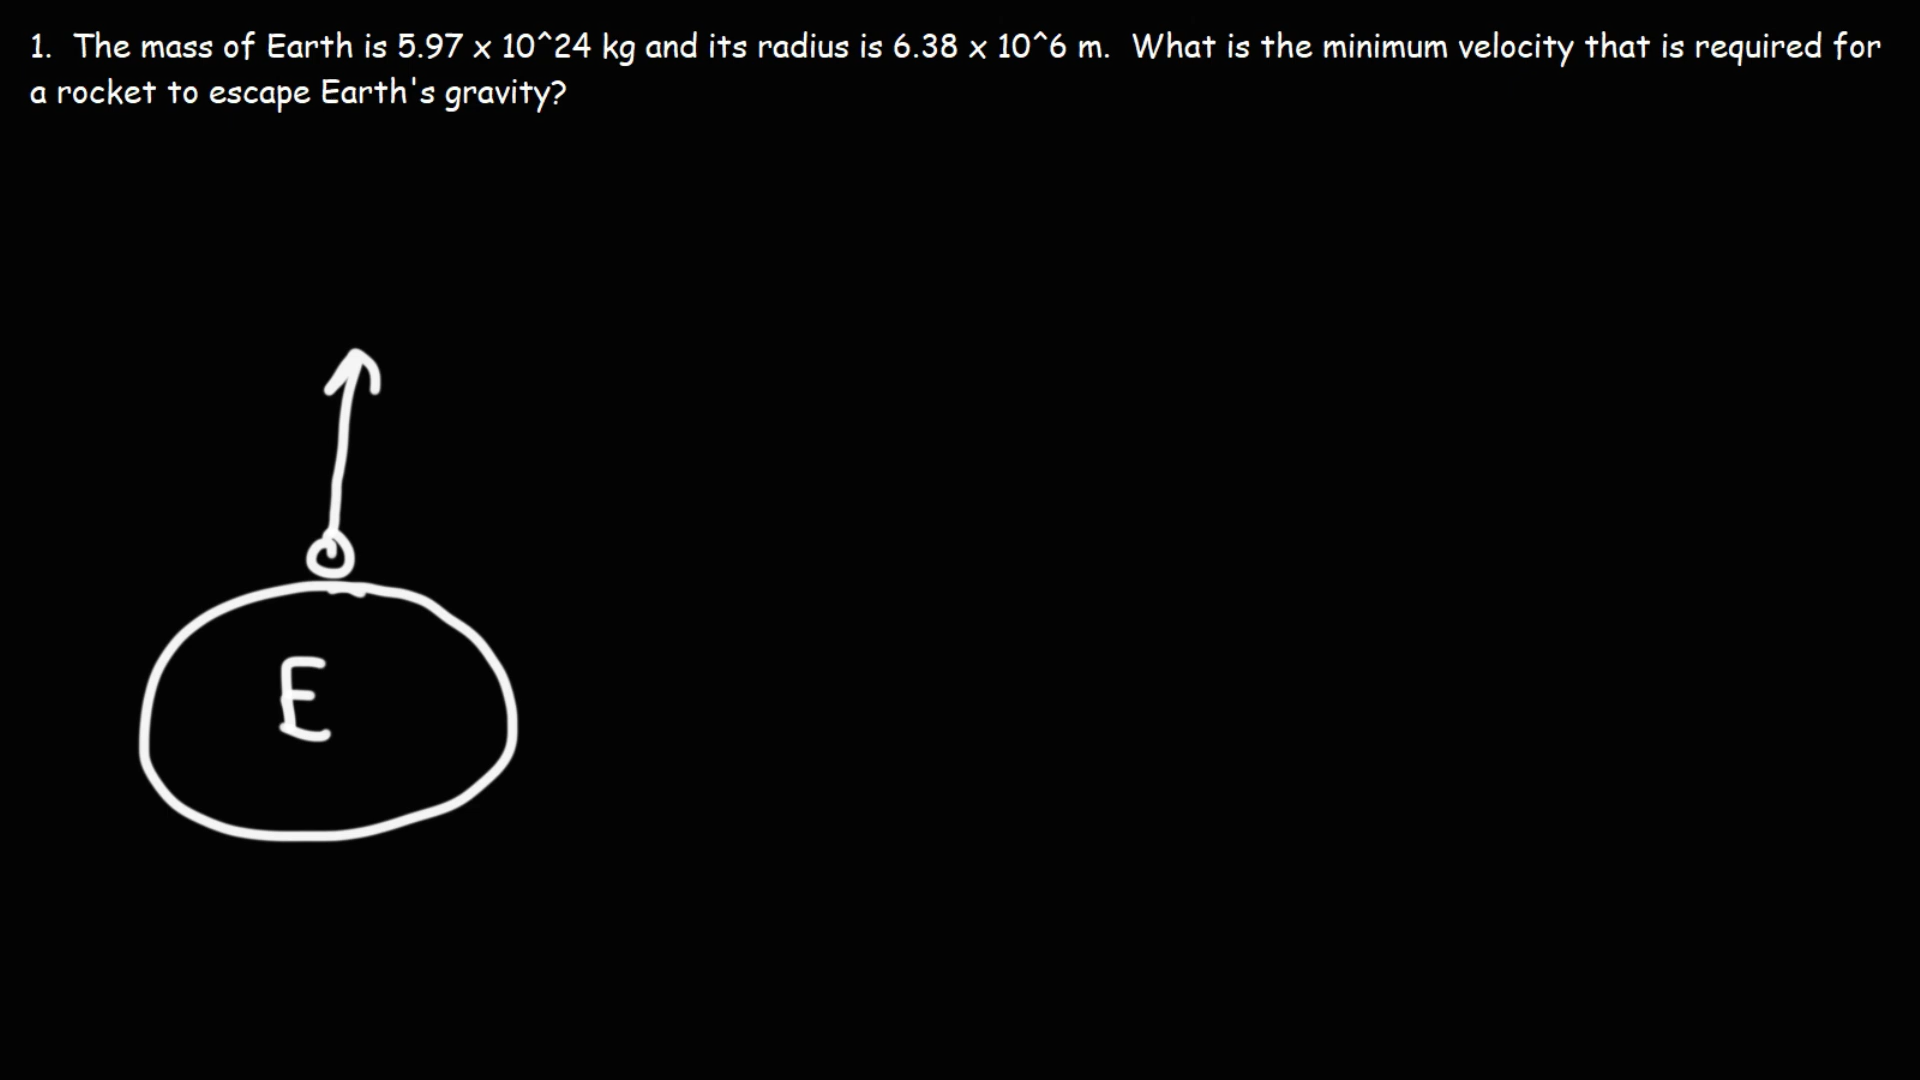 1. The mass of Earth is 5.97 x 10^24 kg and its radius is 6.38 x 10^6 m. What is the minimum velocity that is required for
a rocket to escape Earth's gravity?
E